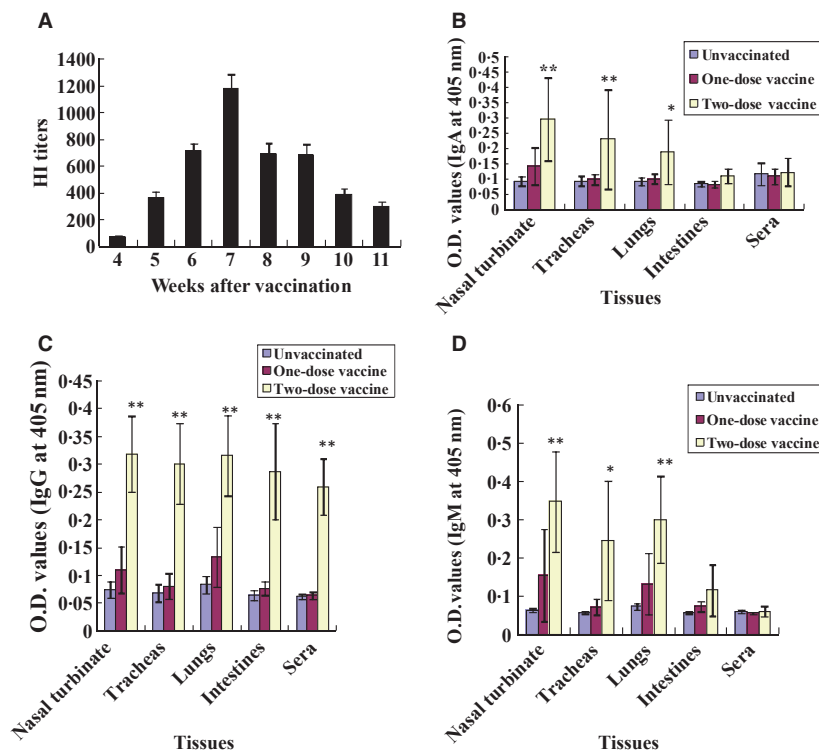 A
HI titers
1400
1200
1000
800
600
400
200
0
4 5 6 7 8 9 10 11
Weeks after vaccination
B
Unvaccinated
One-dose vaccine
Two-dose vaccine
O.D. values (IgA at 405 nm)
0·5
0·45
0·4
0·35
0·3
0·25
0·2
0·15
0·1
0·05
0
** ** *
Nasal turbinate Tracheas Lungs Intestines Sera
Tissues
C
Unvaccinated
One-dose vaccine
Two-dose vaccine
O.D. values (IgG at 405 nm)
0·45
0·4
0·35
0·3
0·25
0·2
0·15
0·1
0·05
0
** ** ** ** **
Nasal turbinate Tracheas Lungs Intestines Sera
Tissues
D
Unvaccinated
One-dose vaccine
Two-dose vaccine
O.D. values (IgM at 405 nm)
0·6
0·5
0·4
0·3
0·2
0·1
0
** * **
Nasal turbinate Tracheas Lungs Intestines Sera
Tissues